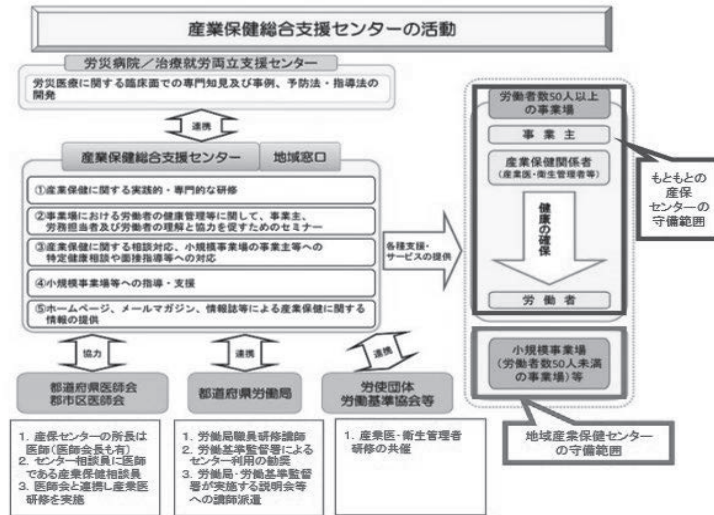 産業保健総合支援センターの活動
労災病院／治療就労両立支援センター
労災医療に関する臨床面での専門知見及び事例、予防法・指導法の
開発
連携
産業保健総合支援センター
地域窓口
①産業保健に関する実践的・専門的な研修
②事業場における労働者の健康管理等に関して、事業主、
労務担当者及び労働者の理解と協力を促すためのセミナー
③産業保健に関する相談対応、小規模事業場の事業主等への
特定健康相談や面接指導等への対応
④小規模事業場等への指導・支援
⑤ホームページ、メールマガジン、情報誌等による産業保健に関する
情報の提供
各種支援・
サービスの提供
労働者数50人以上
の事業場
事 業 主
産業保健関係者
(産業医・衛生管理者等)
健康の確保
労 働 者
もともとの
産保
センターの
守備範囲
小規模事業場
(労働者数50人未満
の事業場)等
地域産業保健センター
の守備範囲
協力
連携
連携
都道府県医師会
郡市区医師会
都道府県労働局
労使団体
労働基準協会等
1. 産保センターの所長は
医師(医師会長も有)
2. センター相談員に医師
である産業保健相談員
3. 医師会と連携し産業医
研修を実施
1. 労働局職員研修講師
2. 労働基準監督署による
センター利用の勧奨
3. 労働局・労働基準監督
署が実施する説明会等
への講師派遣
1. 産業医・衛生管理者
研修の共催